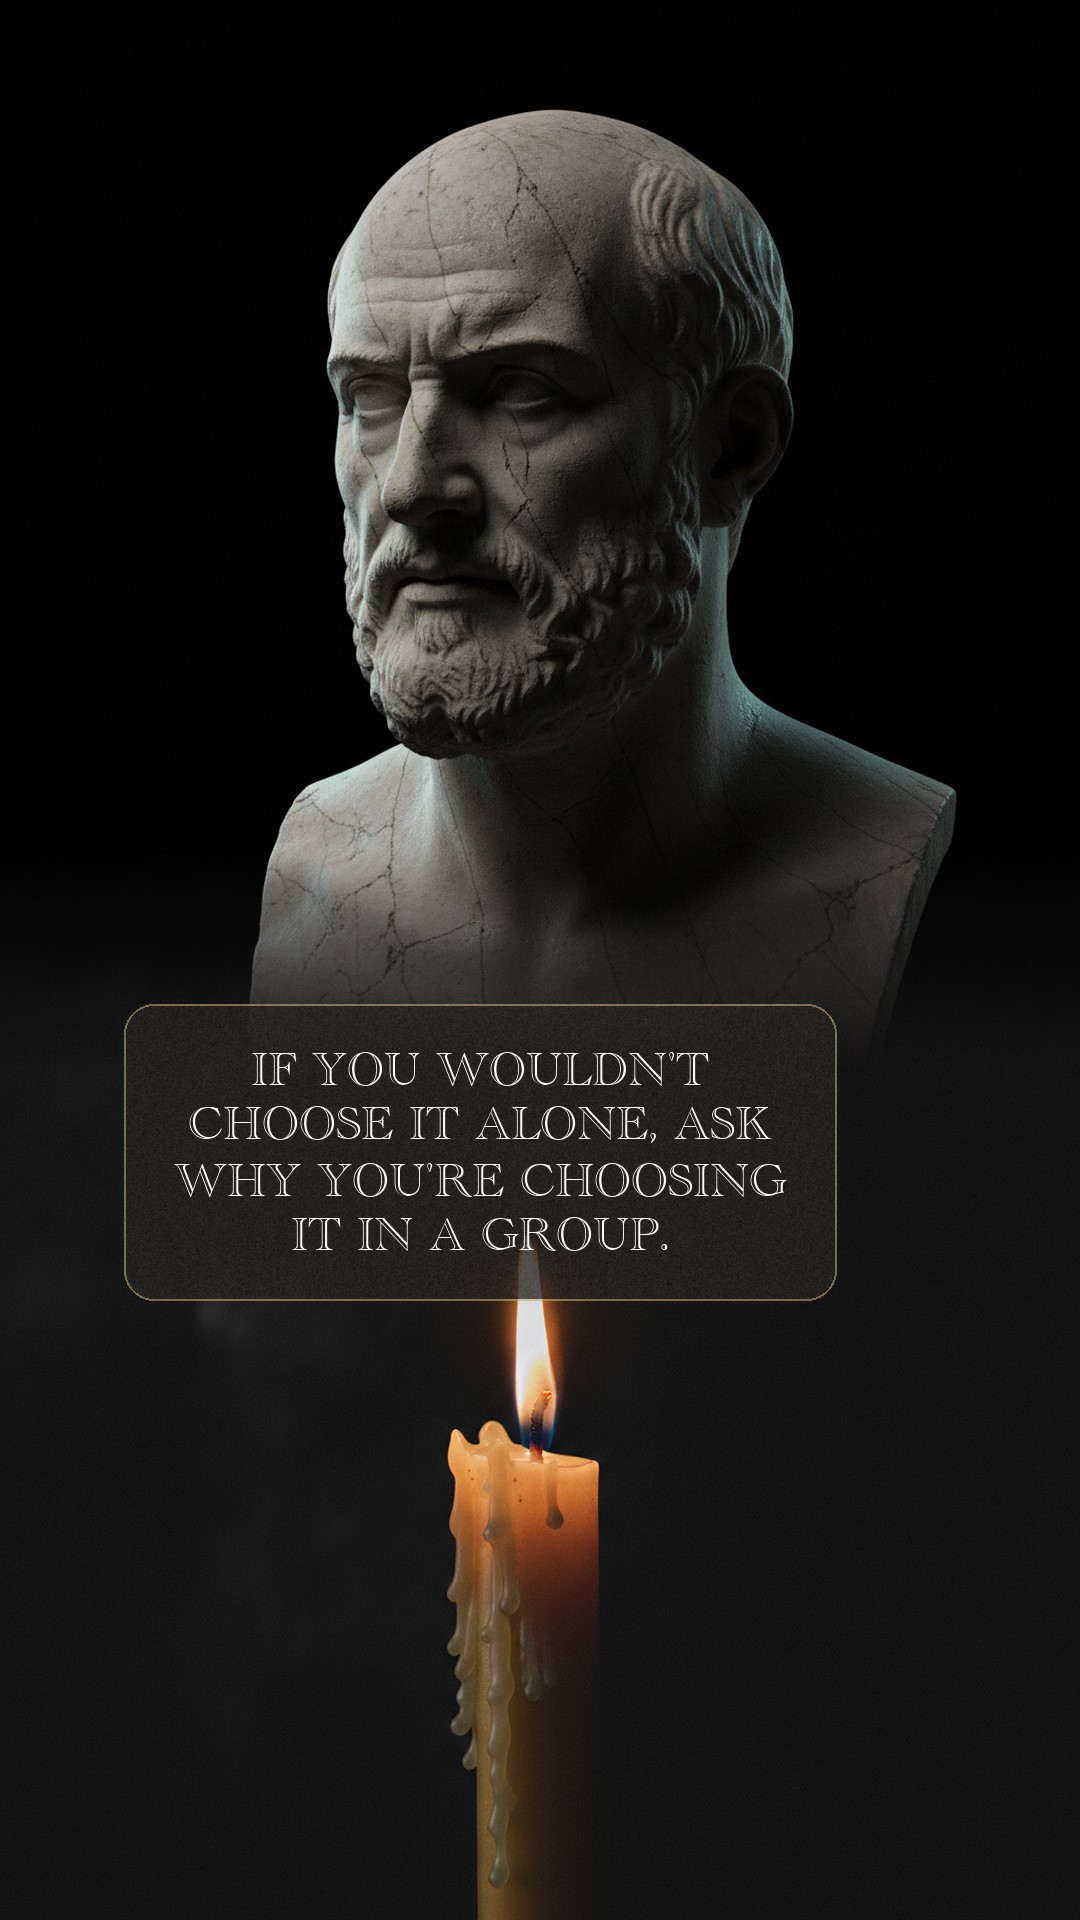 IF YOU WOULDN'T
CHOOSE IT ALONE, ASK
WHY YOU'RE CHOOSING
IT IN A GROUP.